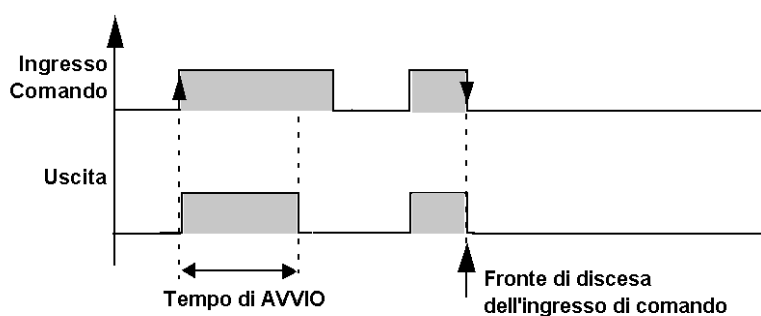 Ingresso
Comando
Uscita
Tempo di AVVIO
Fronte di discesa
dell'ingresso di comando